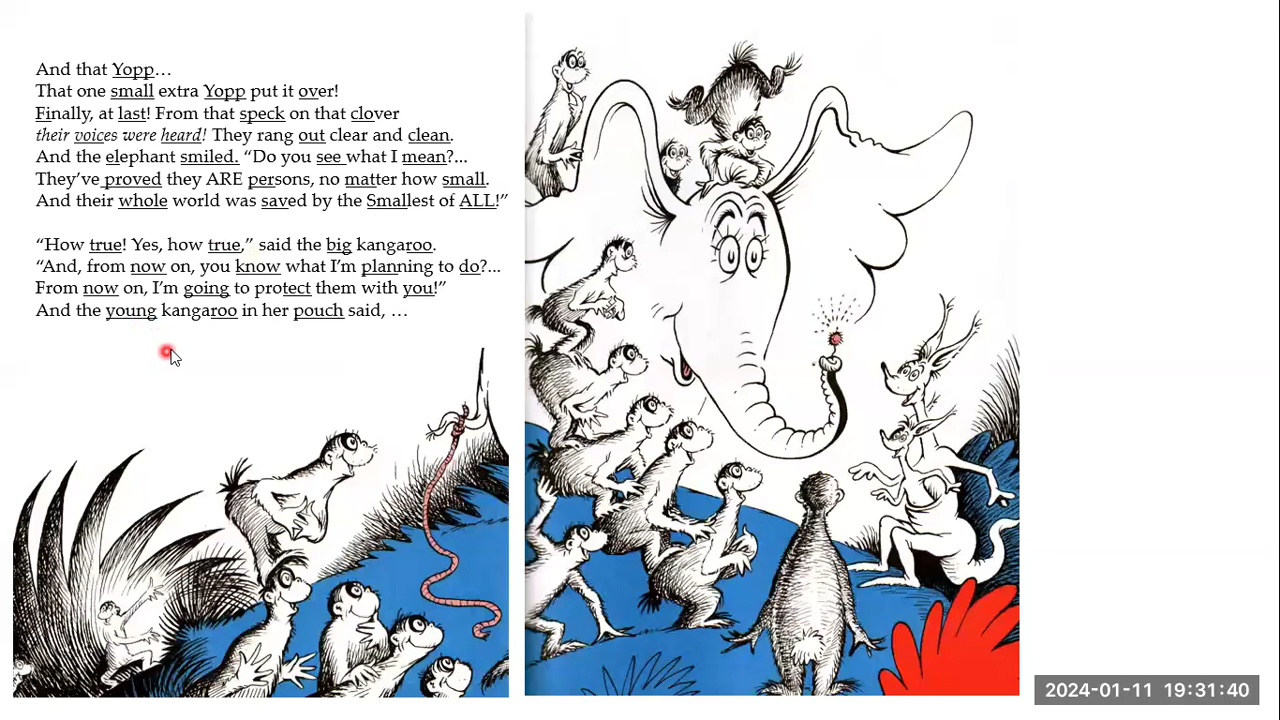 And that Yopp…
That one small extra Yopp put it over!
Finally, at last! From that speck on that clover
their voices were heard! They rang out clear and clean.
And the elephant smiled. “Do you see what I mean?...
They’ve proved they ARE persons, no matter how small.
And their whole world was saved by the Smallest of ALL!”
“How true! Yes, how true,” said the big kangaroo.
“And, from now on, you know what I’m planning to do?...
From now on, I’m going to protect them with you!”
And the young kangaroo in her pouch said, …
2024-01-11 19:31:40